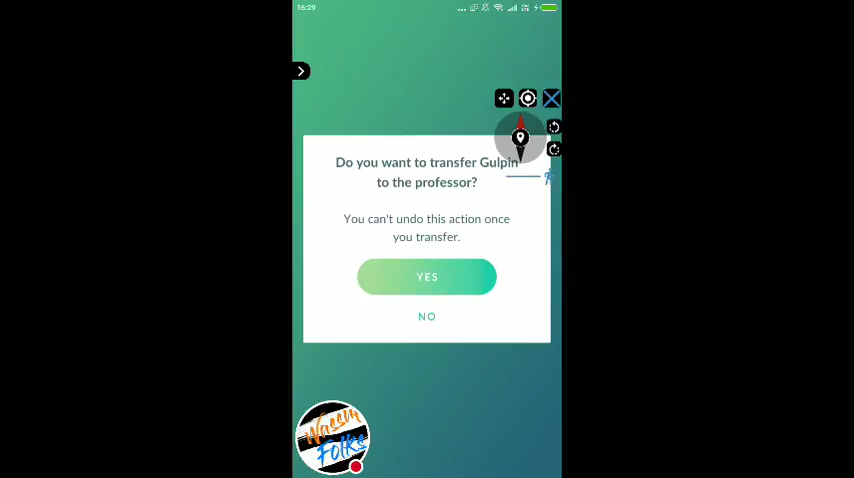 16:29
Do you want to transfer Gulpin
to the professor?
You can't undo this action once
you transfer.
YES
NO
Wassup
Folks